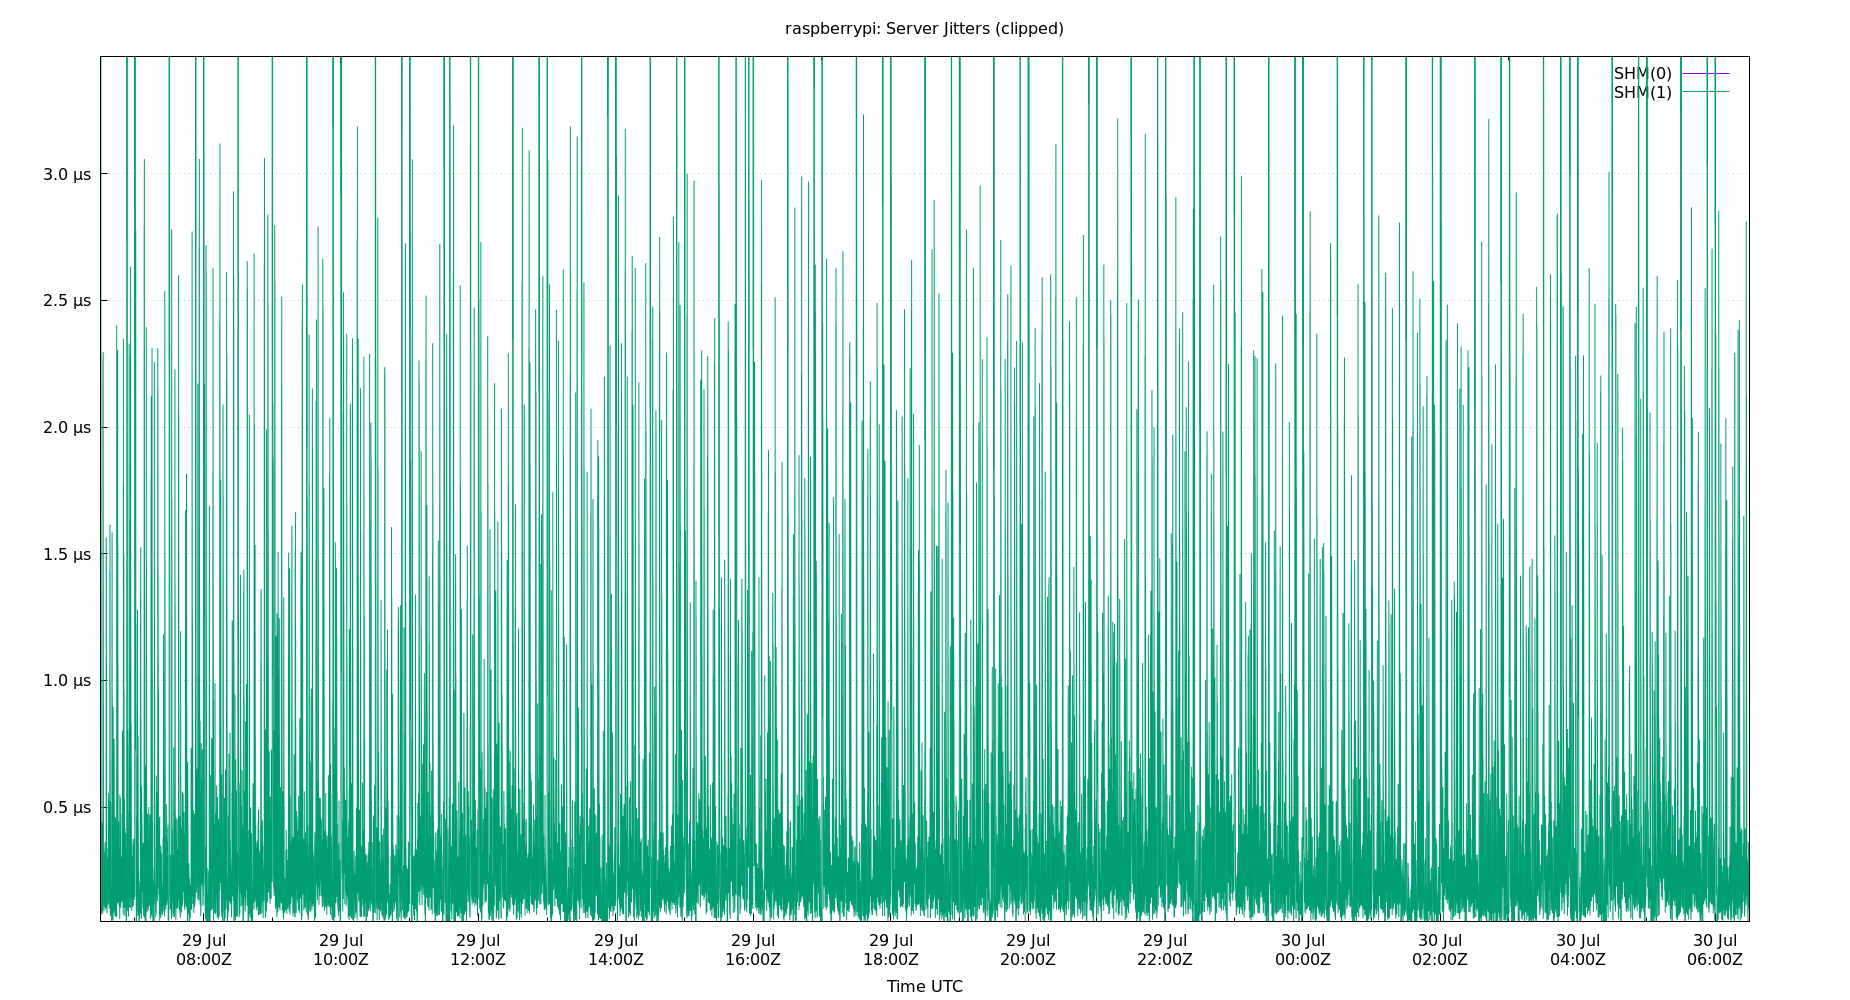 raspberrypi: Server Jitters (clipped)
SHM(0)
SHM(1)
3.0 µs
2.5 µs
2.0 µs
1.5 µs
1.0 µs
0.5 µs
29 Jul 29 Jul 29 Jul 29 Jul 29 Jul 29 Jul 29 Jul 29 Jul 30 Jul 30 Jul 30 Jul 30 Jul
08:00Z 10:00Z 12:00Z 14:00Z 16:00Z 18:00Z 20:00Z 22:00Z 00:00Z 02:00Z 04:00Z 06:00Z
Time UTC